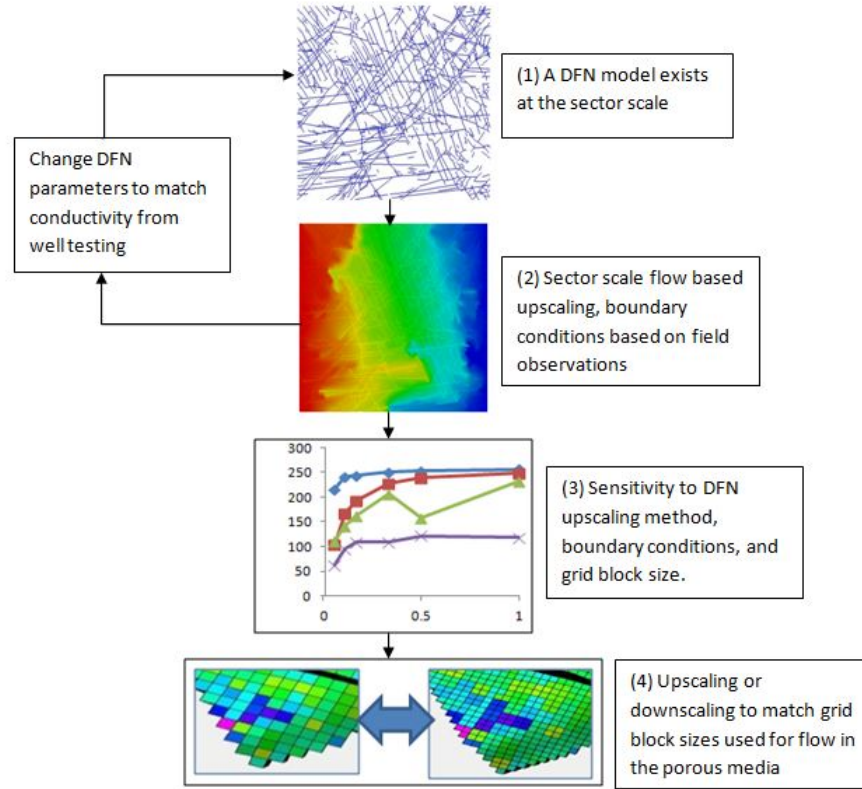 (1) A DFN model exists
at the sector scale
Change DFN
parameters to match
conductivity from
well testing
(2) Sector scale flow based
upscaling, boundary
conditions based on field
observations
300
250
200
150
100
50
0
0
0.5
1
(3) Sensitivity to DFN
upscaling method,
boundary conditions, and
grid block size.
(4) Upscaling or
downscaling to match grid
block sizes used for flow in
the porous media